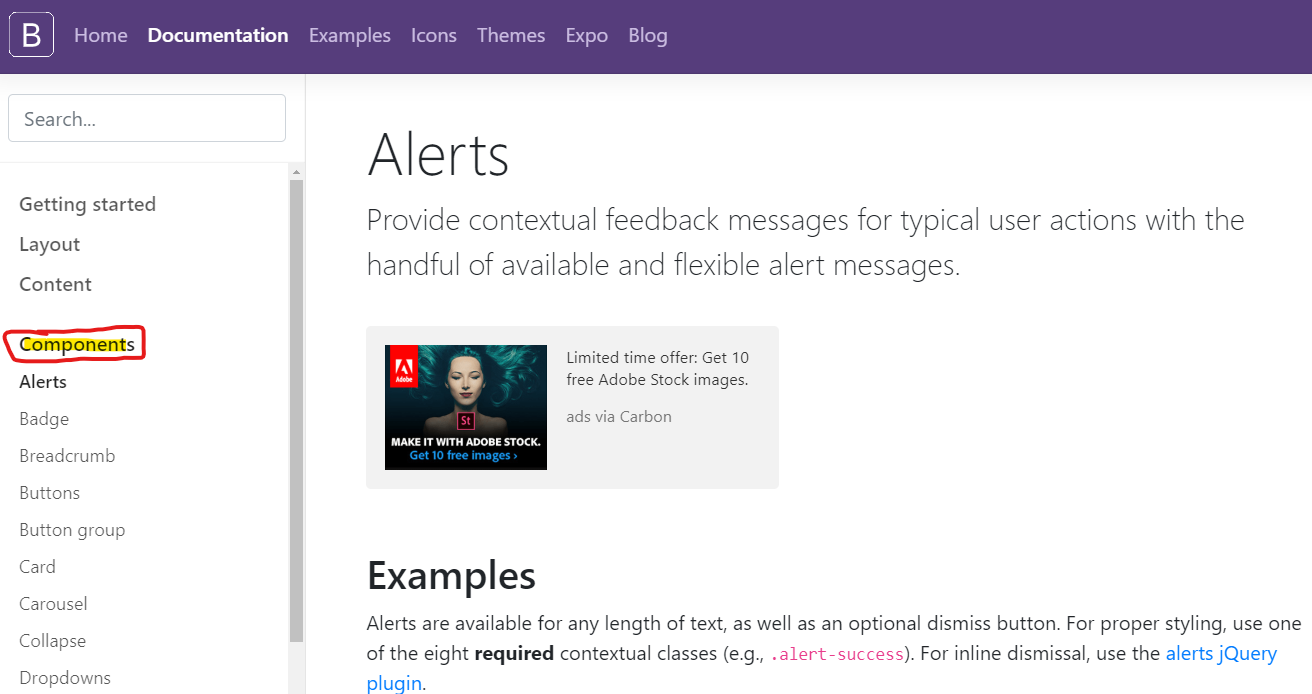 B Home Documentation Examples Icons Themes Expo Blog
Search...
Getting started
Layout
Content
Components
Alerts
Badge
Breadcrumb
Buttons
Button group
Card
Carousel
Collapse
Dropdowns
Alerts
Provide contextual feedback messages for typical user actions with the
handful of available and flexible alert messages.
Adobe
St
MAKE IT WITH ADOBE STOCK.
Get 10 free images ›
Limited time offer: Get 10
free Adobe Stock images.
ads via Carbon
Examples
Alerts are available for any length of text, as well as an optional dismiss button. For proper styling, use one
of the eight required contextual classes (e.g., .alert-success). For inline dismissal, use the alerts jQuery
plugin.